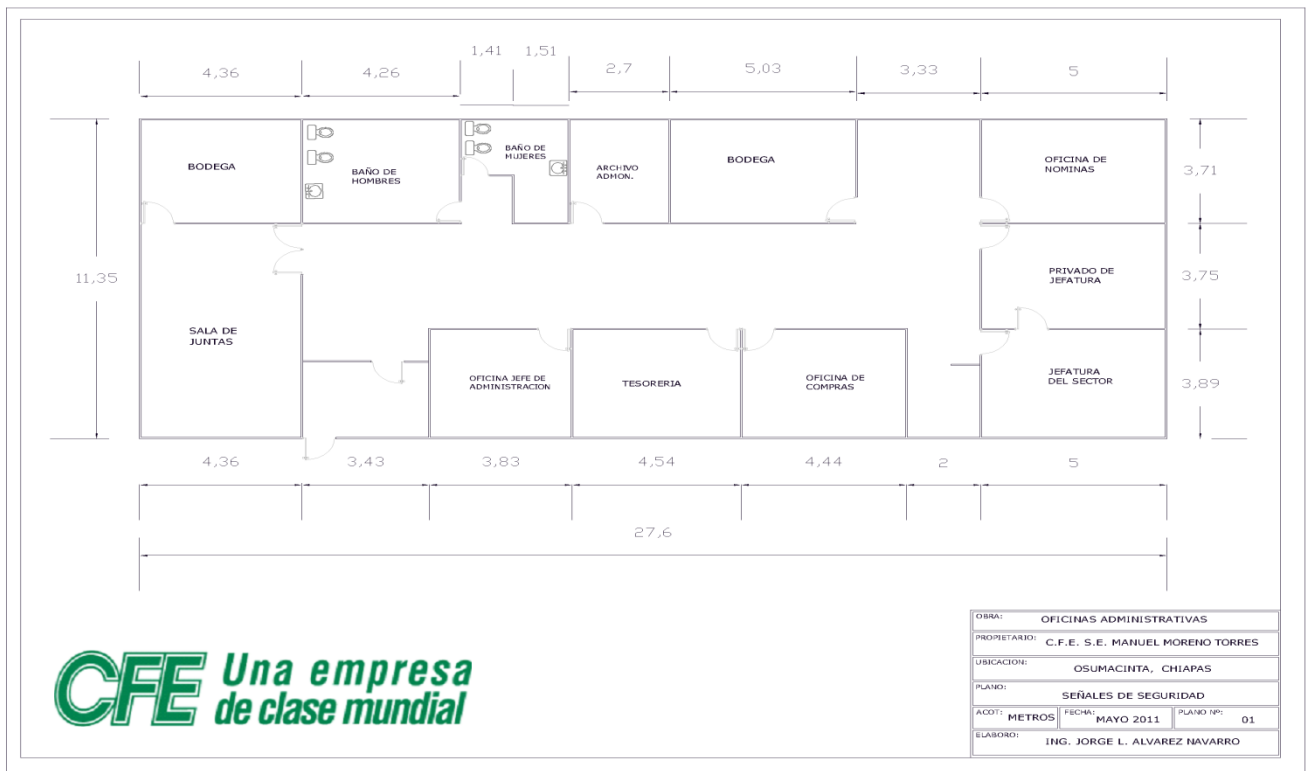 1,41 1,51
4,36 4,26 2,7 5,03 3,33 5
BODEGA
BAÑO DE
HOMBRES
BAÑO DE
MUJERES
ARCHIVO
ADMON.
BODEGA
OFICINA DE
NOMINAS
3,71
11,35
SALA DE
JUNTAS
PRIVADO DE
JEFATURA
3,75
OFICINA JEFE DE
ADMINISTRACION
TESORERIA
OFICINA DE
COMPRAS
JEFATURA
DEL SECTOR
3,89
4,36 3,43 3,83 4,54 4,44 2 5
27,6
CFE
Una empresa
de clase mundial
OBRA: OFICINAS ADMINISTRATIVAS
PROPIETARIO: C.F.E. S.E. MANUEL MORENO TORRES
UBICACION: OSUMACINTA, CHIAPAS
PLANO: SEÑALES DE SEGURIDAD
ACOT: METROS FECHA: MAYO 2011 PLANO Nº: 01
ELABORO: ING. JORGE L. ALVAREZ NAVARRO